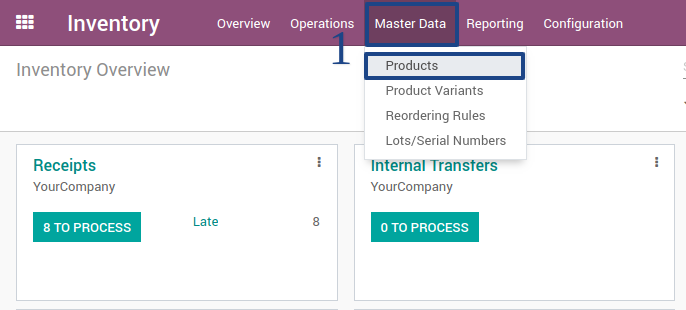 Inventory Overview Operations Master Data Reporting Configuration
1
Inventory Overview
Products
Product Variants
Reordering Rules
Lots/Serial Numbers
Receipts
YourCompany
8 TO PROCESS Late 8
Internal Transfers
YourCompany
0 TO PROCESS